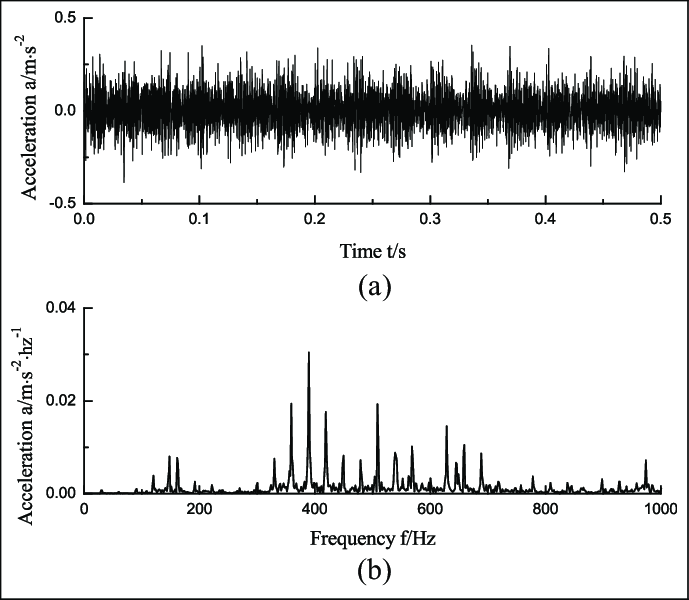 Acceleration a/m·s-2
0.5
0.0
-0.5
0.0 0.1 0.2 0.3 0.4 0.5
Time t/s
(a)
Acceleration a/m·s-2·hz-1
0.04
0.02
0.00
0 200 400 600 800 1000
Frequency f/Hz
(b)